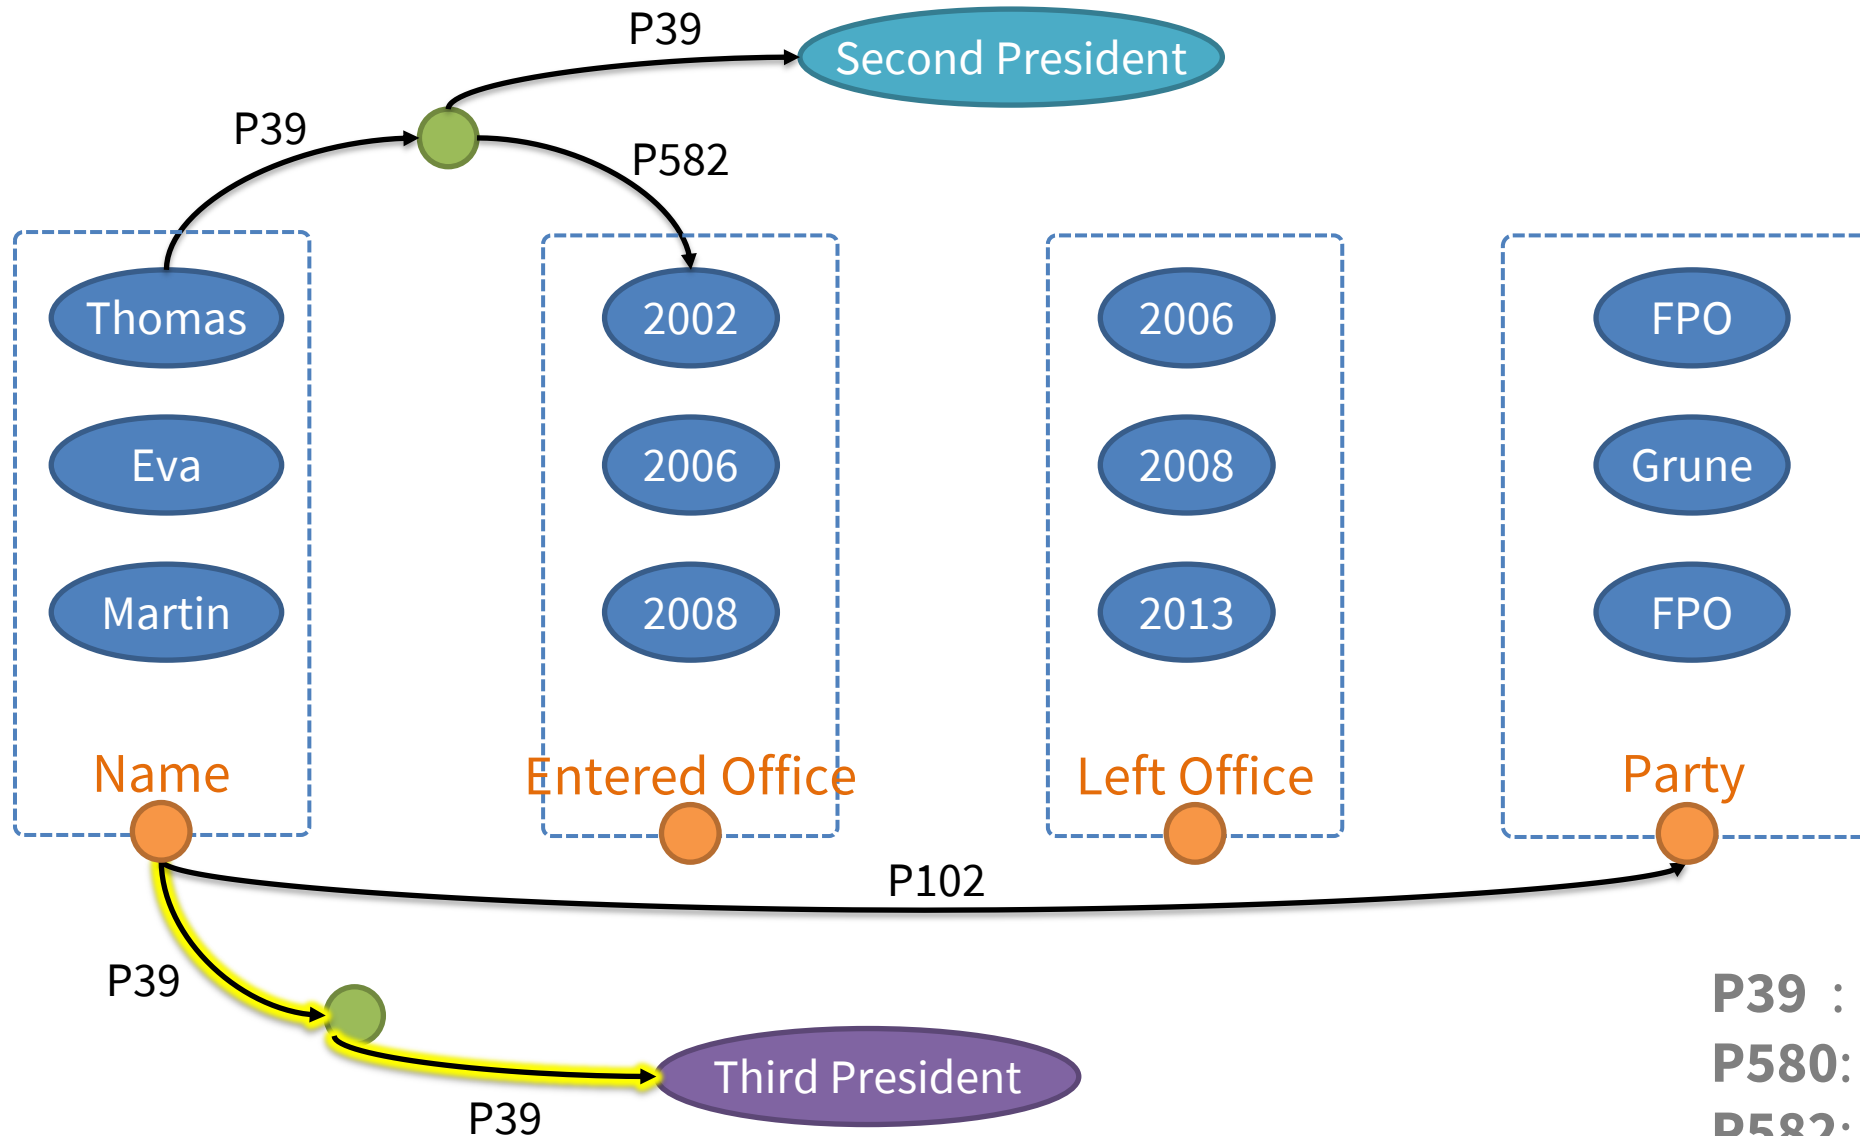 P39
Second President
P39
P582
Thomas
2002
2006
FPO
Eva
2006
2008
Grune
Martin
2008
2013
FPO
Name
Entered Office
Left Office
Party
P102
P39
P39 :
Third President
P580:
P39
P582: